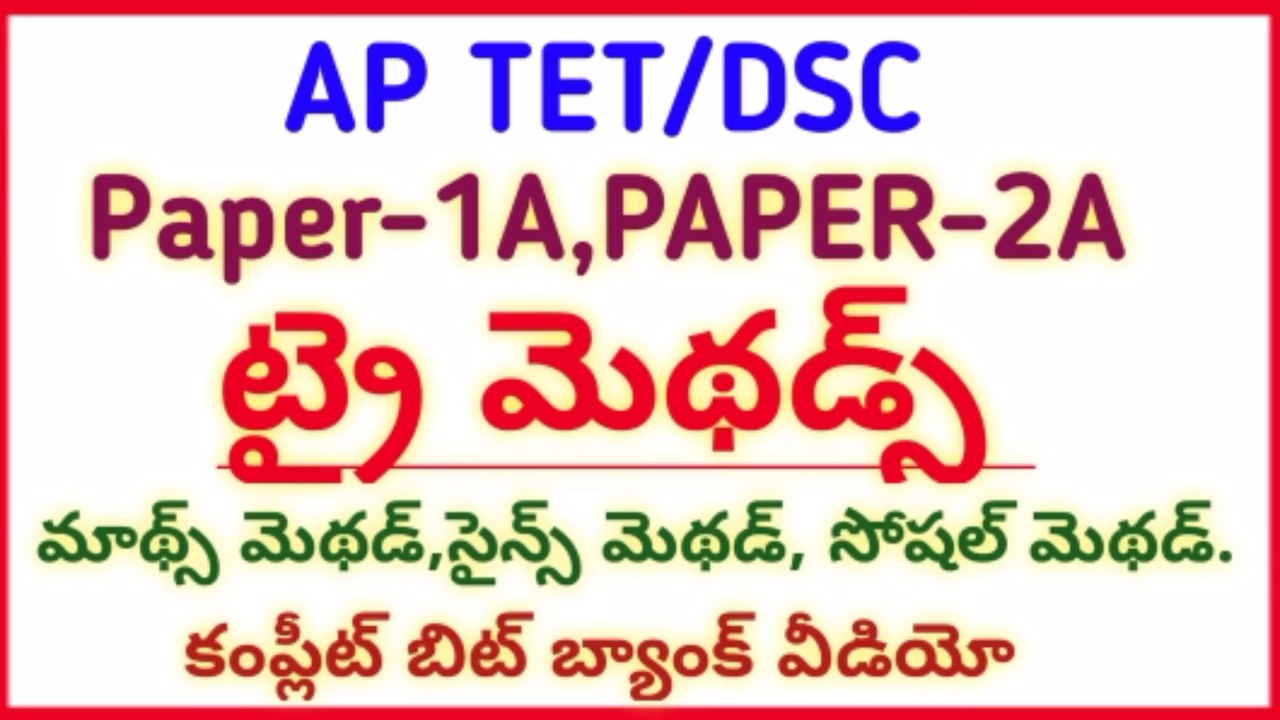 AP TET/DSC
Paper-1A,PAPER-2A
ట్రై మెథడ్స్
మాథ్స్ మెథడ్,సైన్స్ మెథడ్, సోషల్ మెథడ్.
కంప్లీట్ బిట్ బ్యాంక్ వీడియో